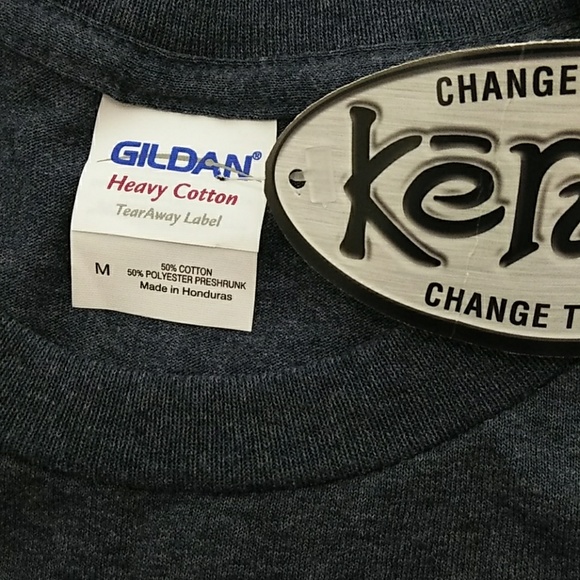 GILDAN®
Heavy Cotton
TearAway Label
M
50% COTTON
50% POLYESTER PRESHRUNK
Made in Honduras
CHANGE
CHANGE